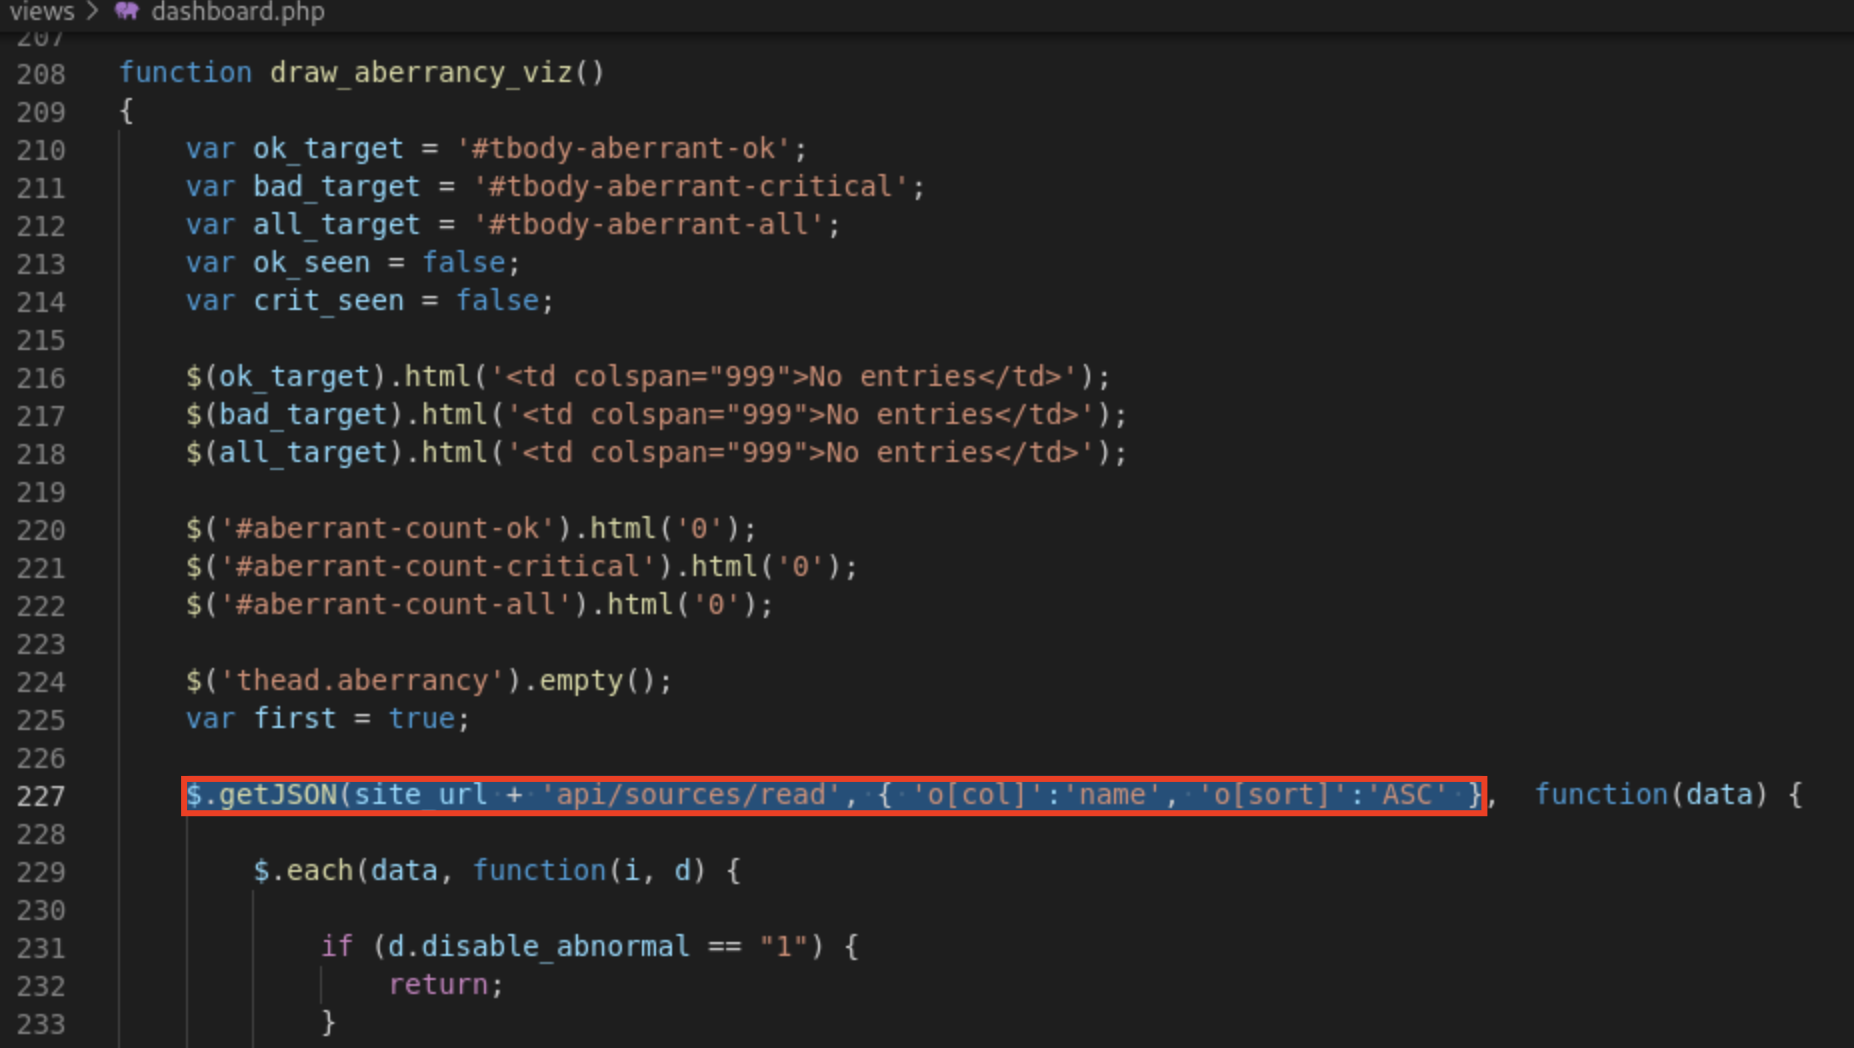 views > dashboard.php
207
208 function draw_aberrancy_viz()
209 {
210 var ok_target = '#tbody-aberrant-ok';
211 var bad_target = '#tbody-aberrant-critical';
212 var all_target = '#tbody-aberrant-all';
213 var ok_seen = false;
214 var crit_seen = false;
215
216 $(ok_target).html('<td colspan="999">No entries</td>');
217 $(bad_target).html('<td colspan="999">No entries</td>');
218 $(all_target).html('<td colspan="999">No entries</td>');
219
220 $('#aberrant-count-ok').html('0');
221 $('#aberrant-count-critical').html('0');
222 $('#aberrant-count-all').html('0');
223
224 $('thead.aberrancy').empty();
225 var first = true;
226
227 $.getJSON(site_url + 'api/sources/read', { 'o[col]':'name', 'o[sort]':'ASC' },  function(data) {
228
229 $.each(data, function(i, d) {
230
231 if (d.disable_abnormal == "1") {
232 return;
233 }